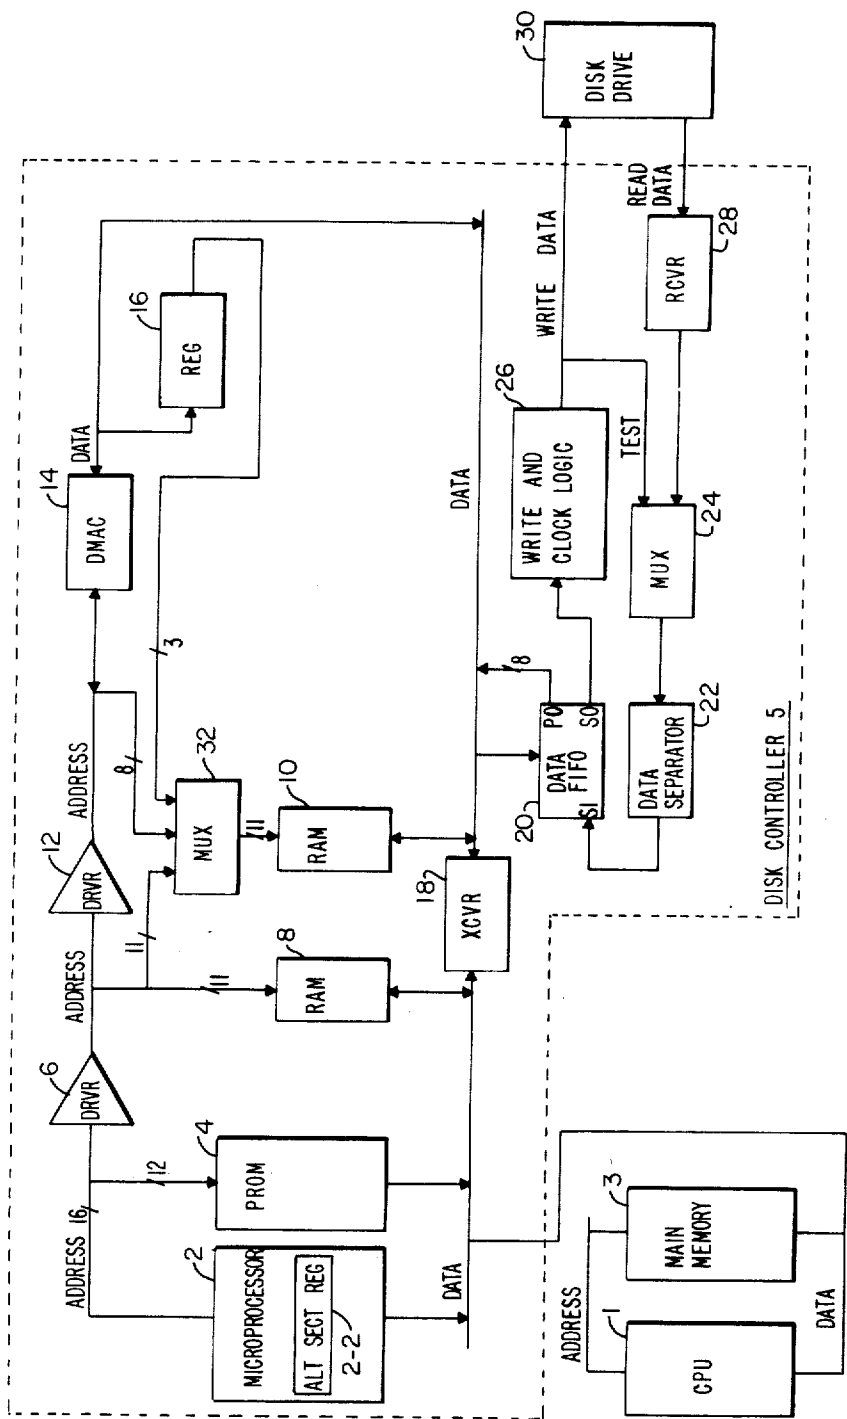 ADDRESS 16
6
DRVR
ADDRESS
12
DRVR
ADDRESS
14
DMAC
DATA
16
REG
12
11
11
8
3
2
MICROPROCESSOR
ALT SECT REG
2-2
4
PROM
8
RAM
32
MUX
11
10
RAM
DATA
18
XCVR
DATA
8
20
DATA
FIFO
PO
SO
SI
26
WRITE AND
CLOCK LOGIC
WRITE DATA
30
DISK
DRIVE
TEST
READ
DATA
22
DATA
SEPARATOR
24
MUX
28
RCVR
DISK CONTROLLER 5
ADDRESS
1
CPU
3
MAIN
MEMORY
DATA